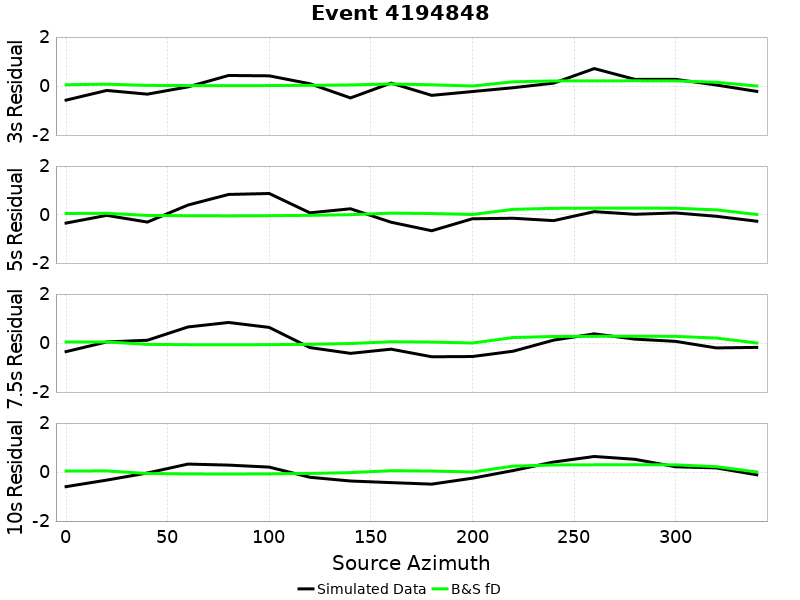 Event 4194848
3s Residual
2
0
-2
5s Residual
2
0
-2
7.5s Residual
2
0
-2
10s Residual
2
0
-2
0 50 100 150 200 250 300
Source Azimuth
Simulated Data B&S fD